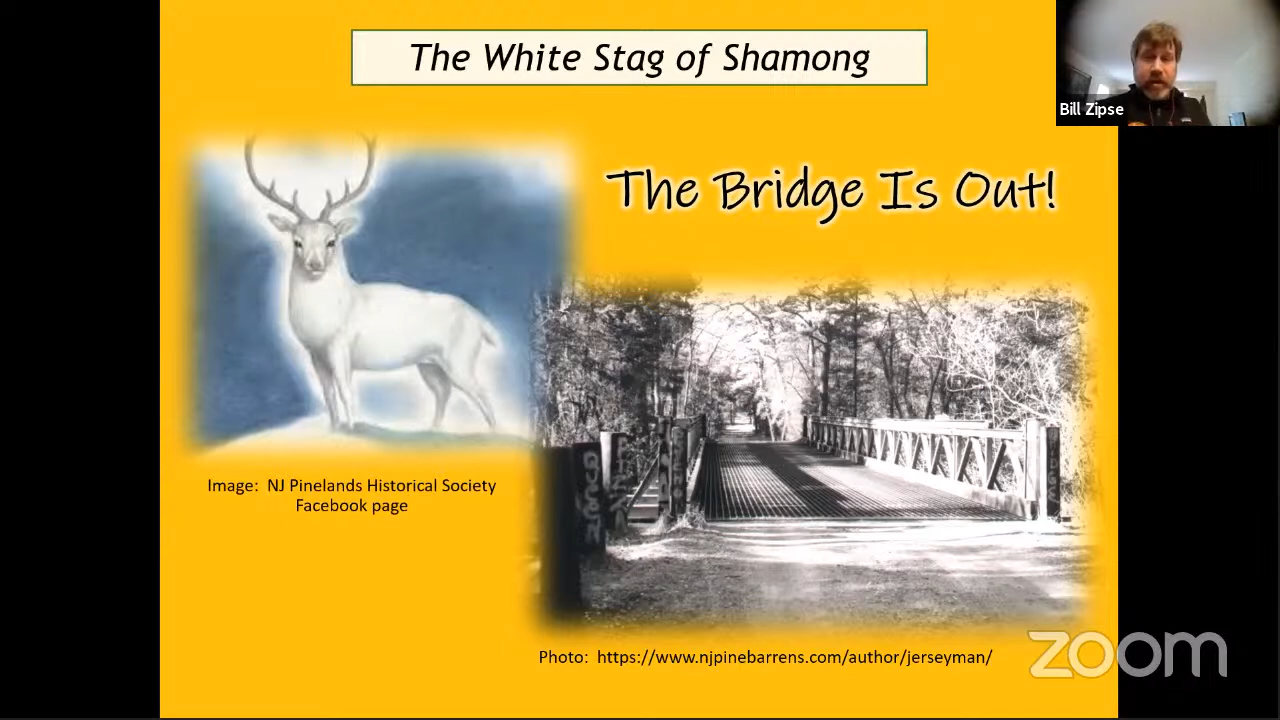 The White Stag of Shamong
Bill Zipse
The Bridge Is Out!
Image: NJ Pinelands Historical Society
Facebook page
Photo: https://www.njpinebarrens.com/author/jerseyman/
zoom